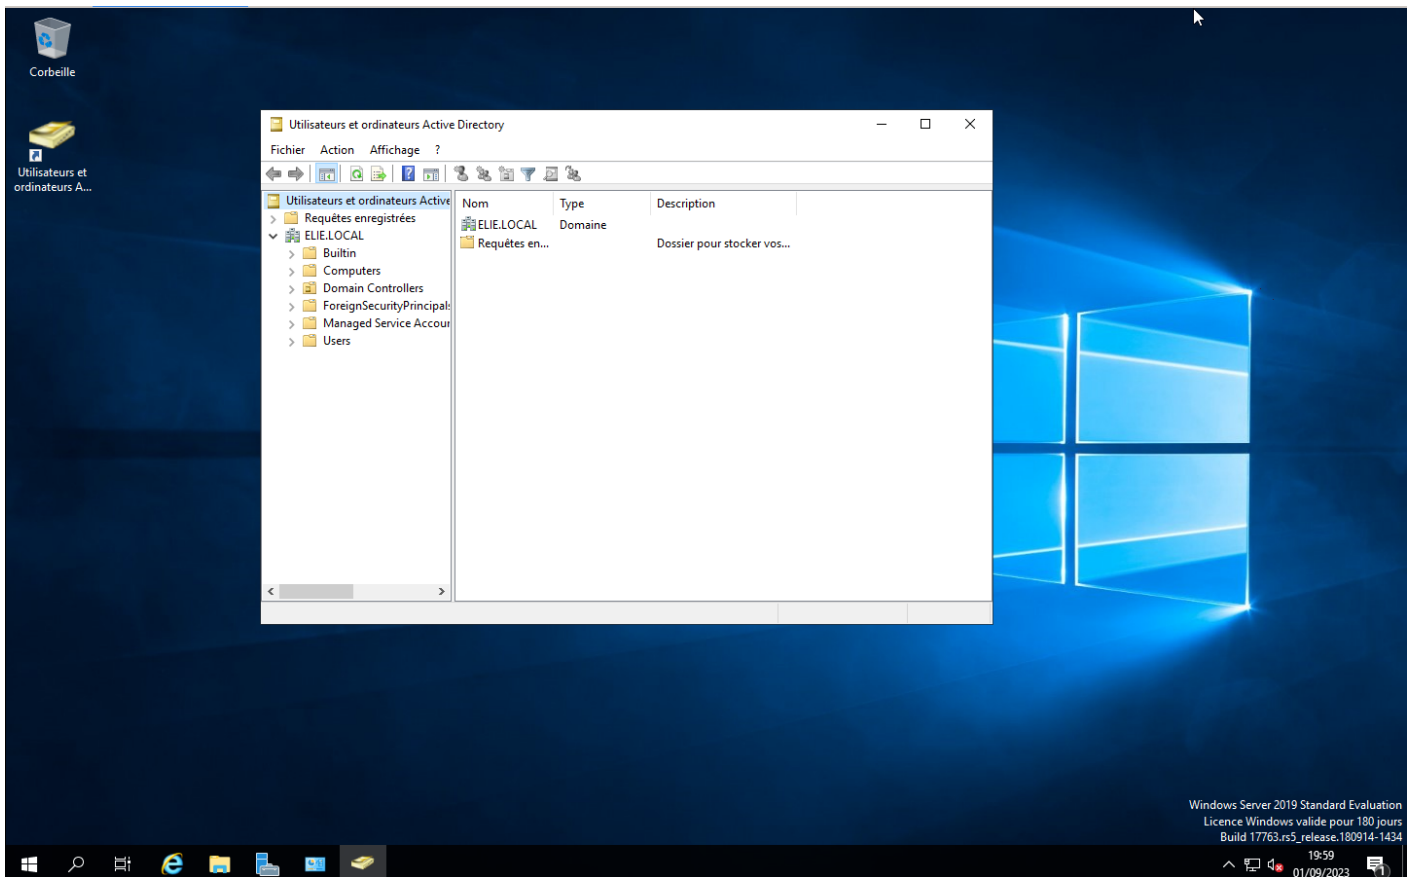 Corbeille
Utilisateurs et
ordinateurs A...
Utilisateurs et ordinateurs Active Directory
Fichier Action Affichage ?
Utilisateurs et ordinateurs Active
Requêtes enregistrées
ELIE.LOCAL
Builtin
Computers
Domain Controllers
ForeignSecurityPrincipals
Managed Service Accour
Users
Nom Type Description
ELIE.LOCAL Domaine
Requêtes en... Dossier pour stocker vos...
Windows Server 2019 Standard Evaluation
Licence Windows valide pour 180 jours
Build 17763.rs5_release.180914-1434
19:59
01/09/2023
1